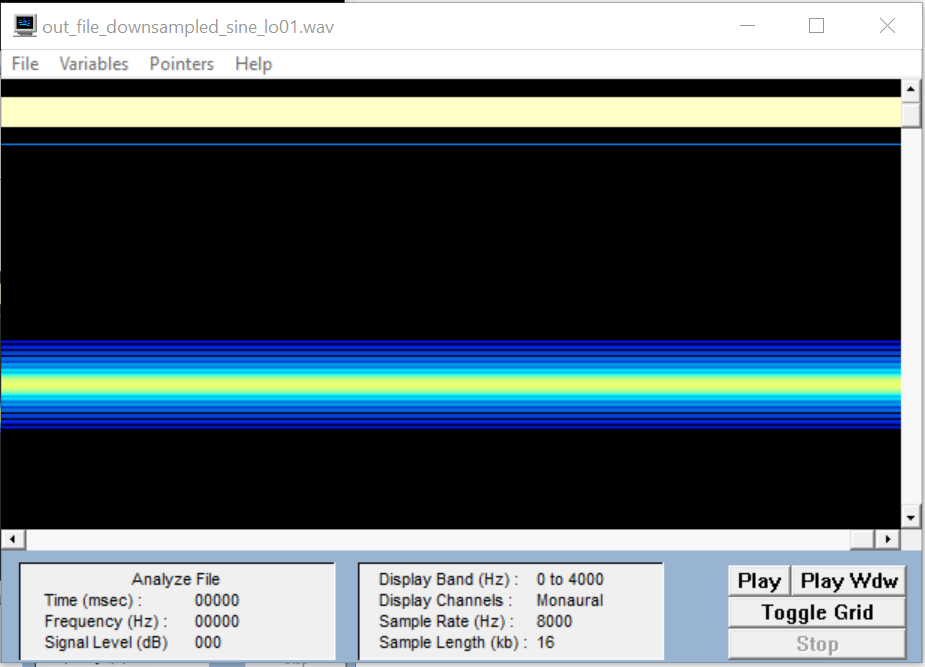 out_file_downsampled_sine_lo01.wav
File Variables Pointers Help
Analyze File
Time (msec) : 00000
Frequency (Hz) : 00000
Signal Level (dB) 000
Display Band (Hz) : 0 to 4000
Display Channels : Monaural
Sample Rate (Hz) : 8000
Sample Length (kb) : 16
Play Play Wdw
Toggle Grid
Stop